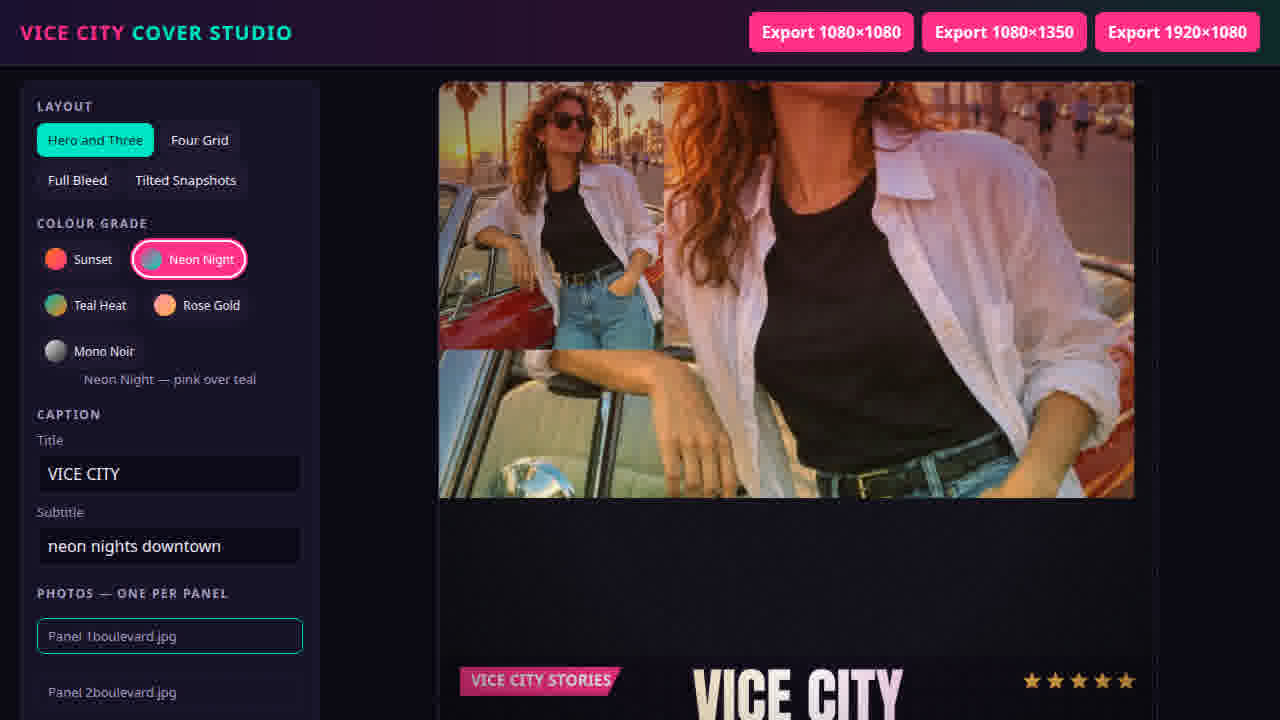 VICE CITY COVER STUDIO
Export 1080×1080
Export 1080×1350
Export 1920×1080
LAYOUT
Hero and Three
Four Grid
Full Bleed
Tilted Snapshots
COLOUR GRADE
Sunset
Neon Night
Teal Heat
Rose Gold
Mono Noir
Neon Night — pink over teal
CAPTION
Title
VICE CITY
Subtitle
neon nights downtown
PHOTOS — ONE PER PANEL
Panel 1boulevard.jpg
Panel 2boulevard.jpg
VICE CITY STORIES
VICE CITY